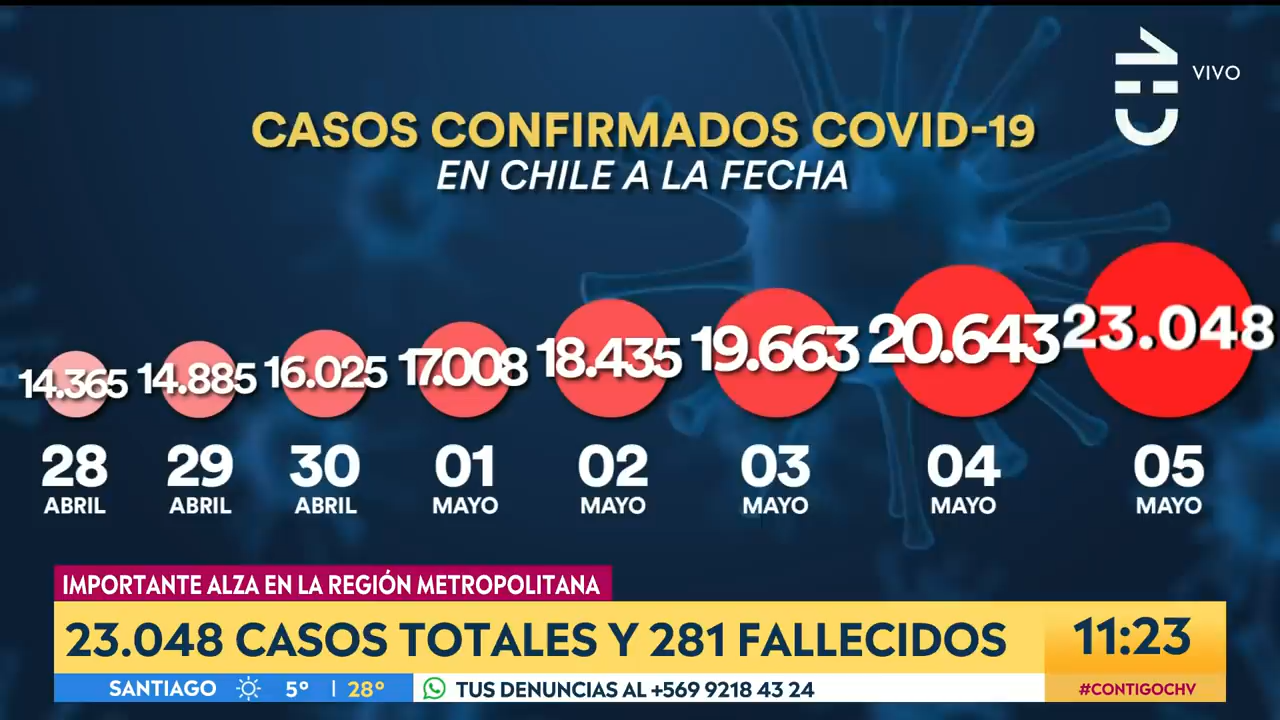 CHV
VIVO
CASOS CONFIRMADOS COVID-19
EN CHILE A LA FECHA
14.365 14.885 16.025 17.008 18.435 19.663 20.643 23.048
28 29 30 01 02 03 04 05
ABRIL ABRIL ABRIL MAYO MAYO MAYO MAYO MAYO
IMPORTANTE ALZA EN LA REGIÓN METROPOLITANA
23.048 CASOS TOTALES Y 281 FALLECIDOS
11:23
SANTIAGO 5° | 28° TUS DENUNCIAS AL +569 9218 43 24
#CONTIGOCHV